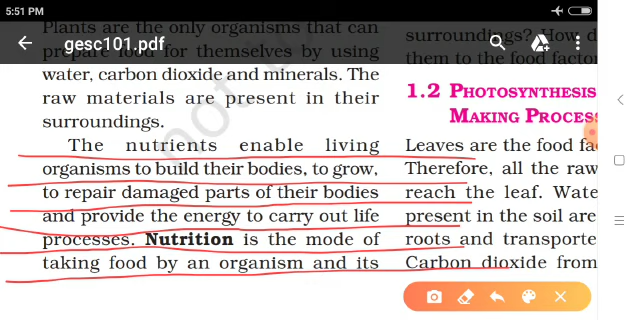 5:51 PM
Plants are the only organisms that can
gesc101.pdf
prepare food for themselves by using
water, carbon dioxide and minerals. The
raw materials are present in their
surroundings.
The nutrients enable living
organisms to build their bodies, to grow,
to repair damaged parts of their bodies
and provide the energy to carry out life
processes. Nutrition is the mode of
taking food by an organism and its
surroundings? How d
them to the food factor
1.2 PHOTOSYNTHESIS
MAKING PROCES
Leaves are the food fa
Therefore, all the raw
reach the leaf. Wate
present in the soil are
roots and transporte
Carbon dioxide from